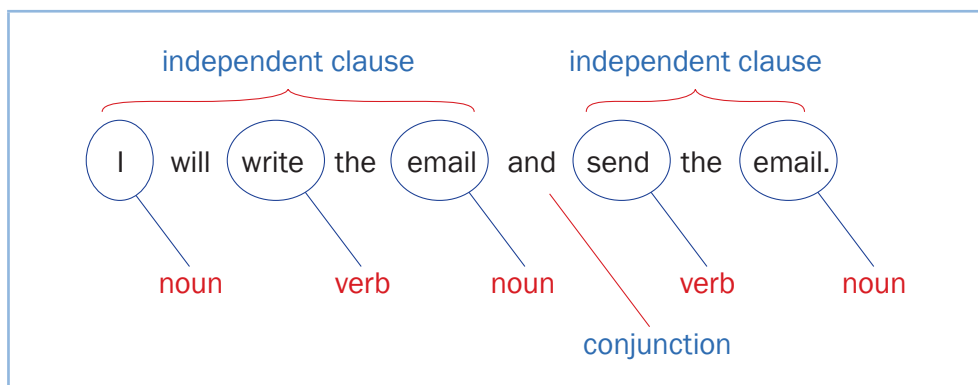 independent clause independent clause
I will write the email and send the email.
noun verb noun verb noun
conjunction